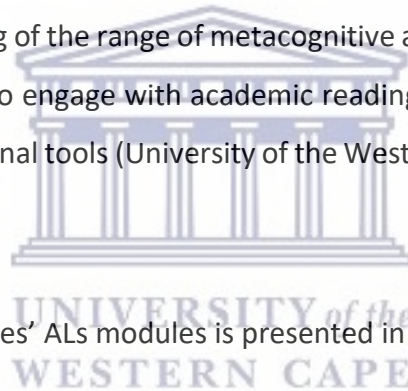 g of the range of metacognitive a
o engage with academic reading
nal tools (University of the West
UNIVERSITY of the
es’ ALs modules is presented in
WESTERN CAPE